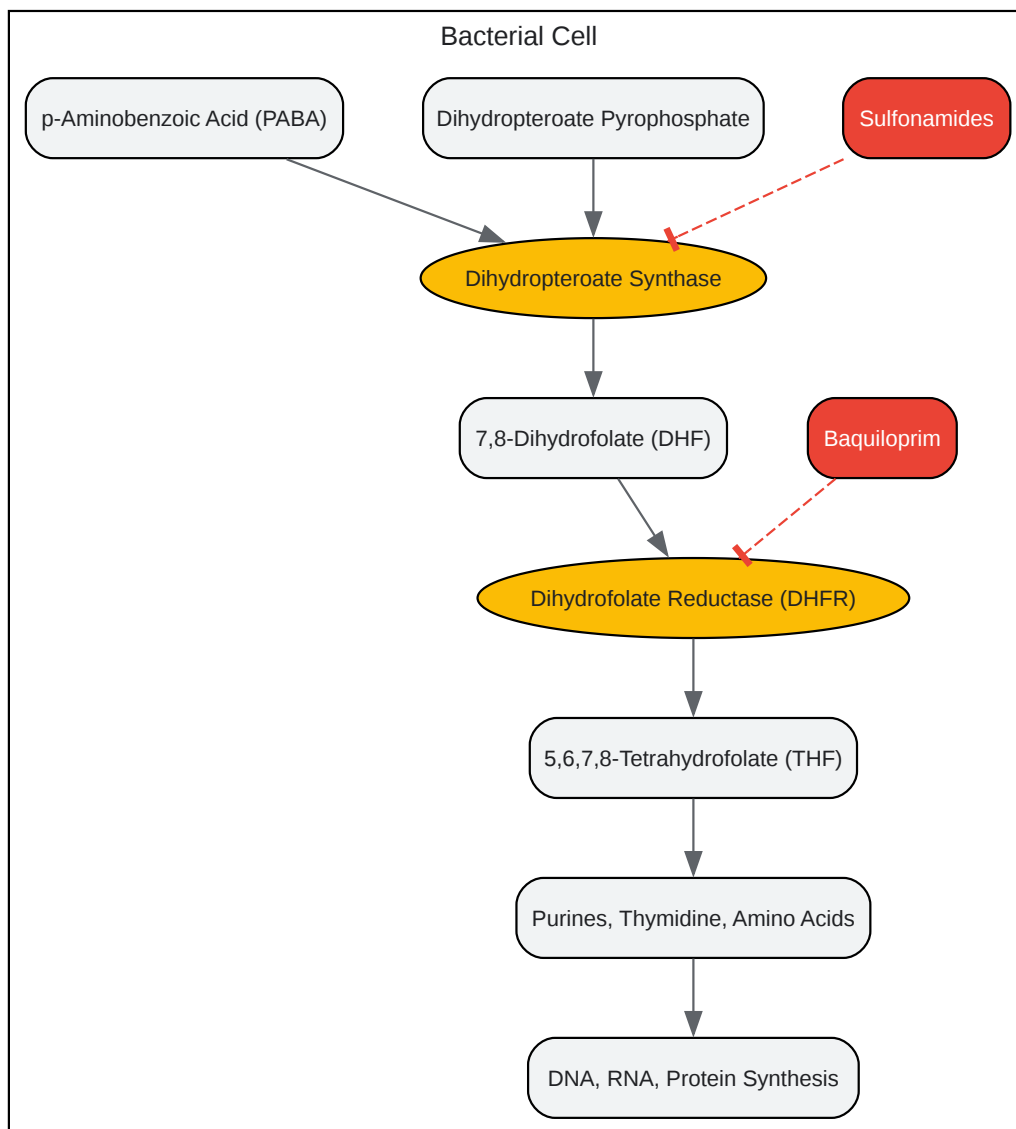 Bacterial Cell
p-Aminobenzoic Acid (PABA)
Dihydropteroate Pyrophosphate
Sulfonamides
Dihydropteroate Synthase
7,8-Dihydrofolate (DHF)
Baquiloprim
Dihydrofolate Reductase (DHFR)
5,6,7,8-Tetrahydrofolate (THF)
Purines, Thymidine, Amino Acids
DNA, RNA, Protein Synthesis